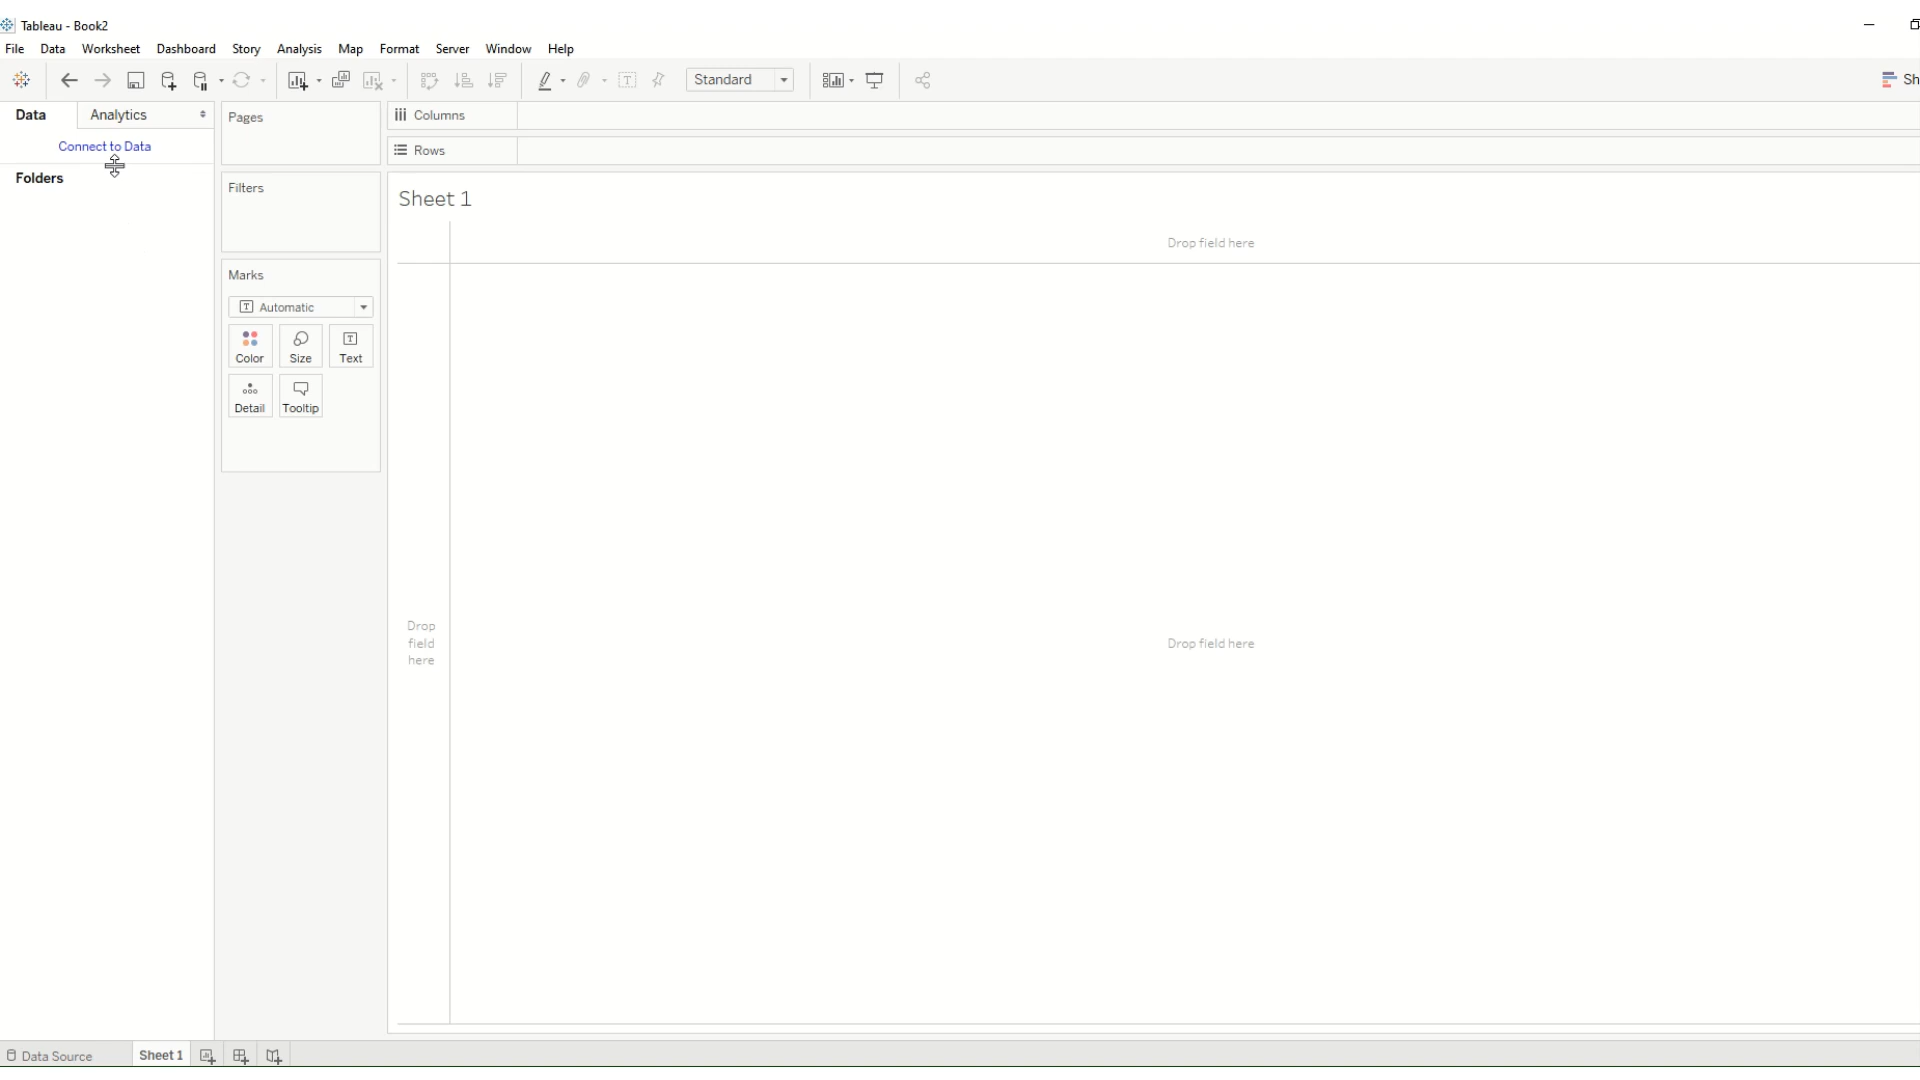 Tableau - Book2
File Data Worksheet Dashboard Story Analysis Map Format Server Window Help
Standard
Sh
Data Analytics
Connect to Data
Folders
Pages
Filters
Marks
Automatic
Color Size Text
Detail Tooltip
Columns
Rows
Sheet 1
Drop field here
Drop
field
here
Drop field here
Data Source Sheet 1